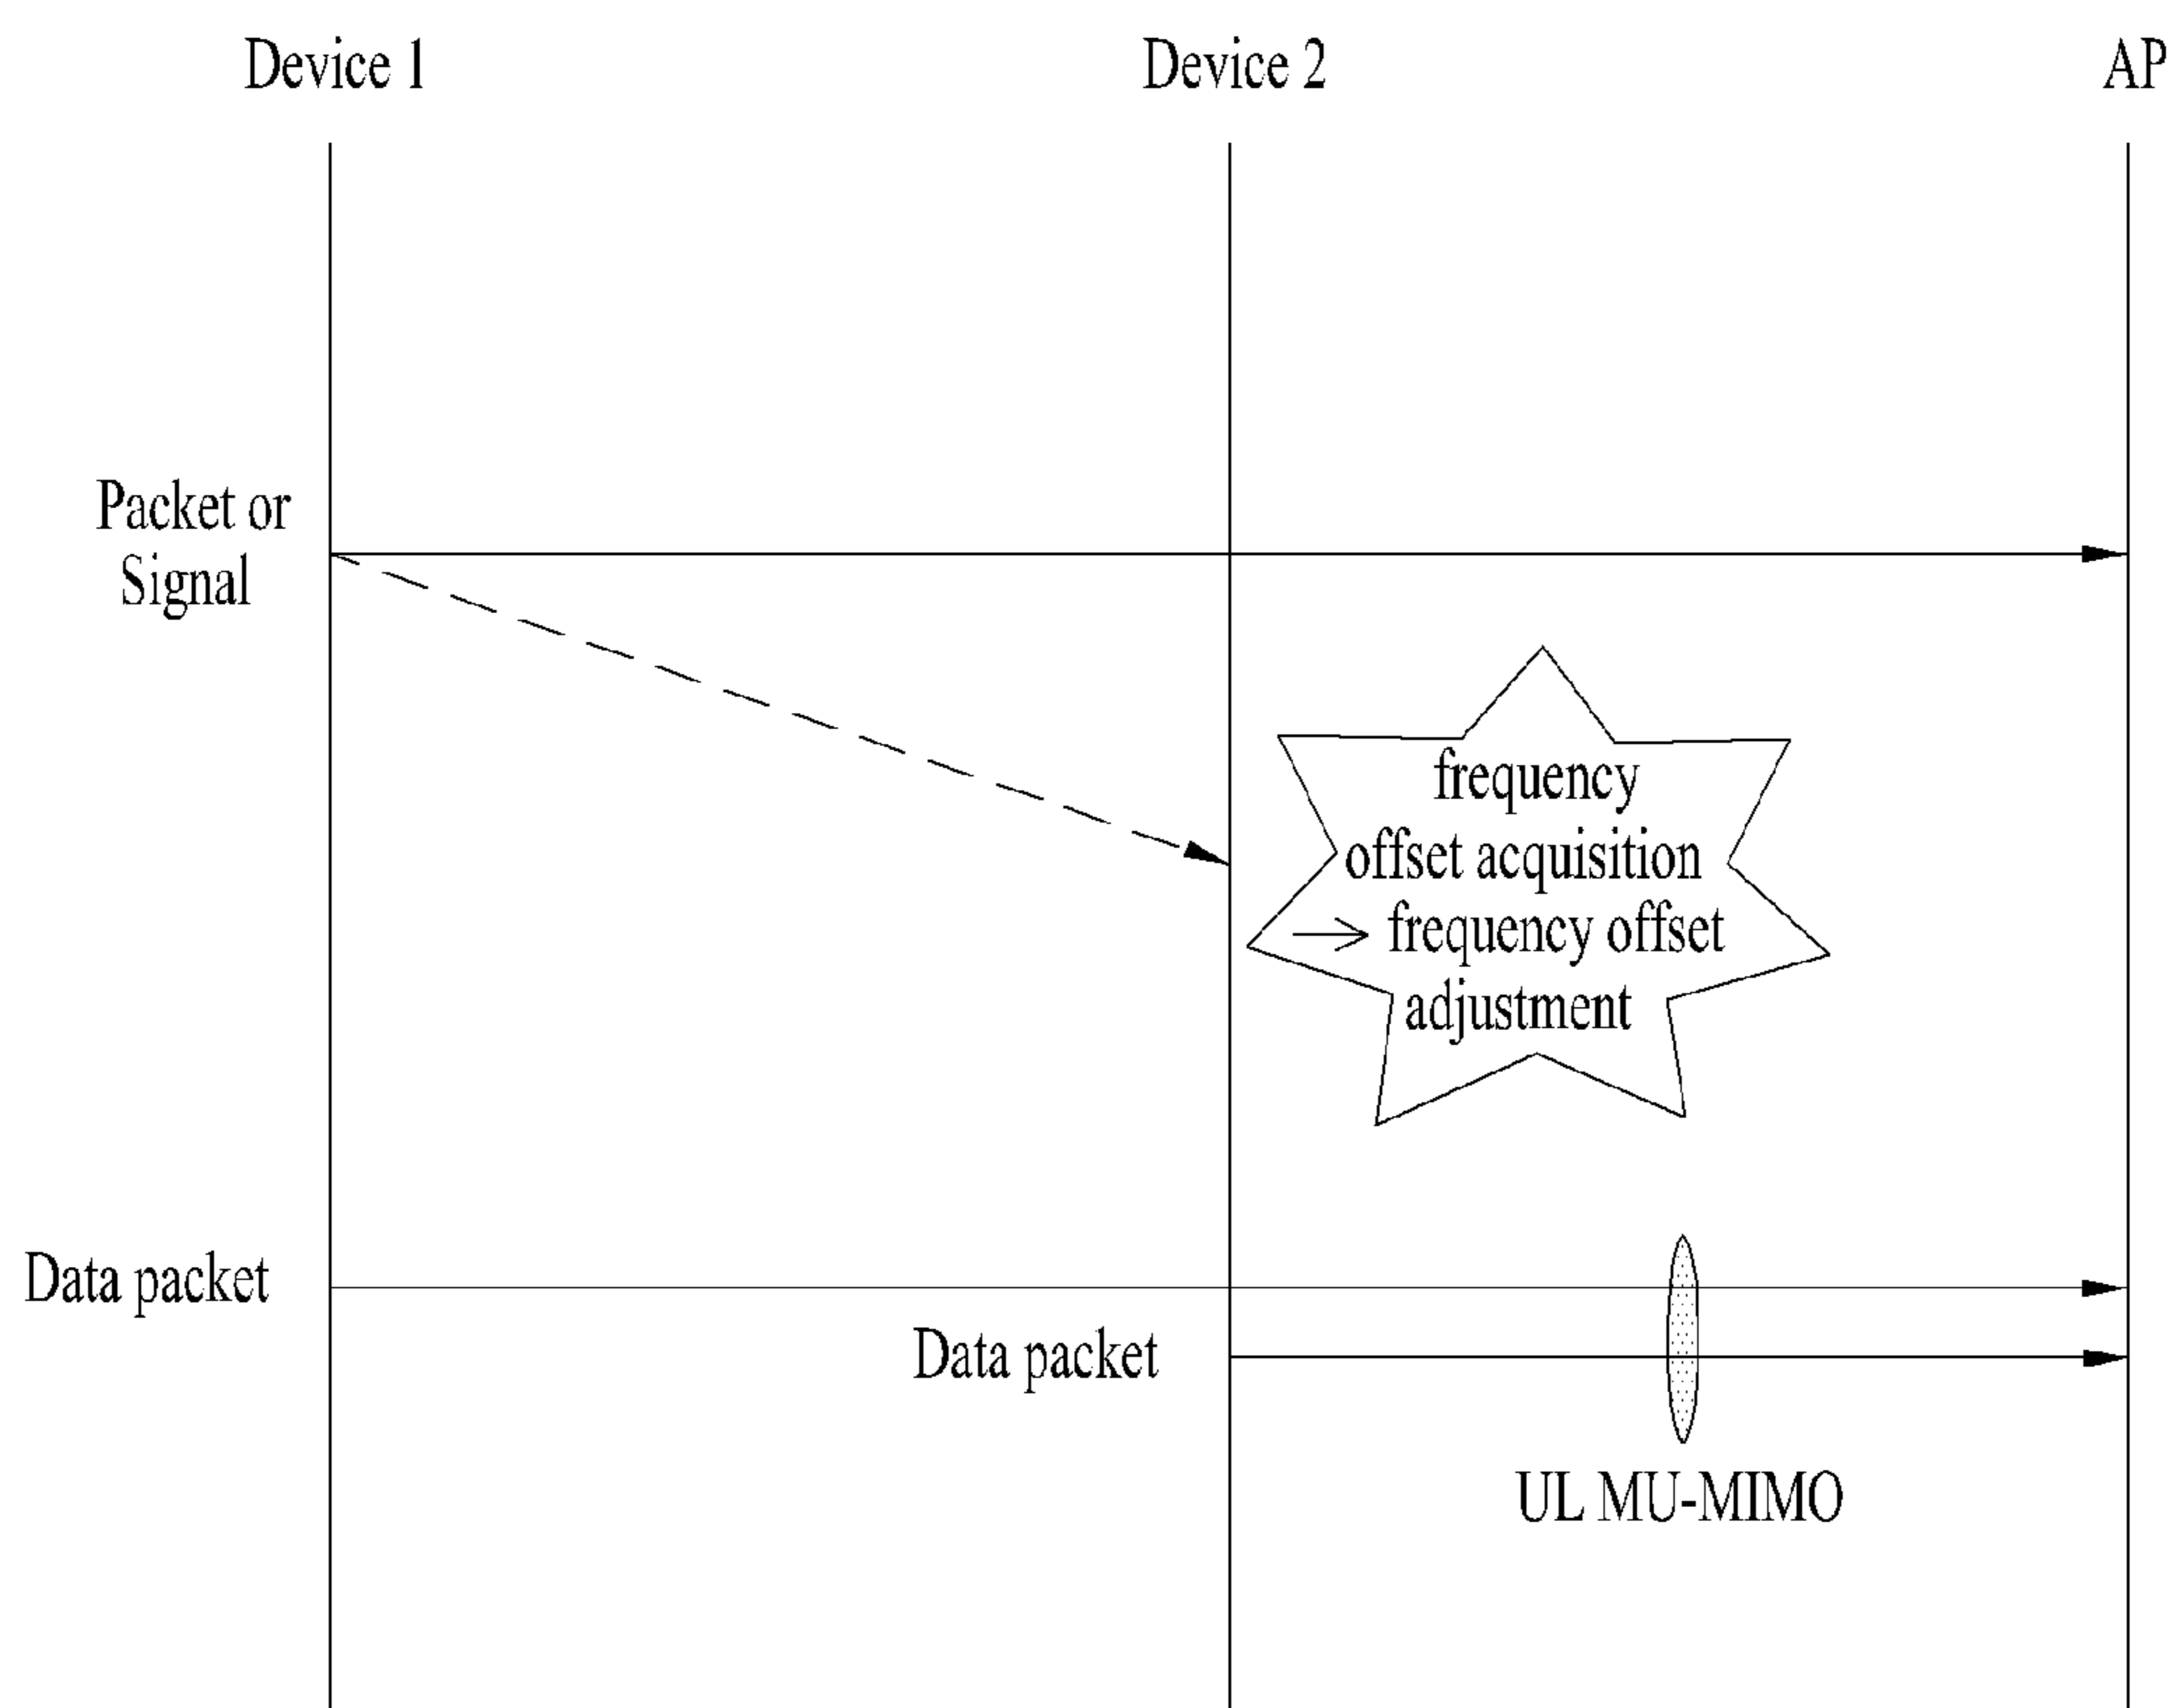 Device 1
Device 2
AP
Packet or
Signal
frequency
offset acquisition
→ frequency offset
adjustment
Data packet
Data packet
UL MU-MIMO